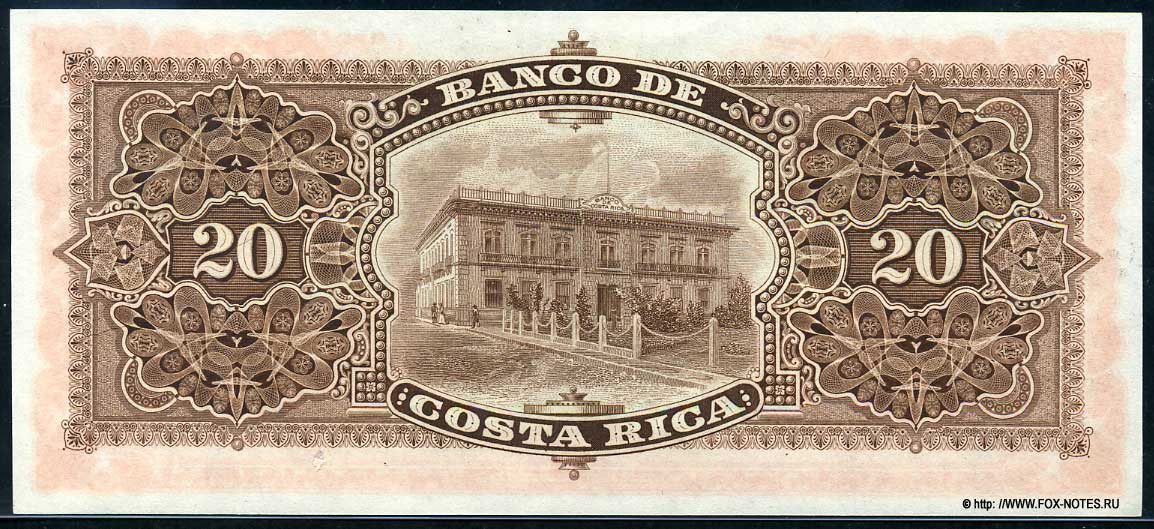 BANCO DE
20
20
COSTA RICA
© http: //WWW.FOX-NOTES.RU